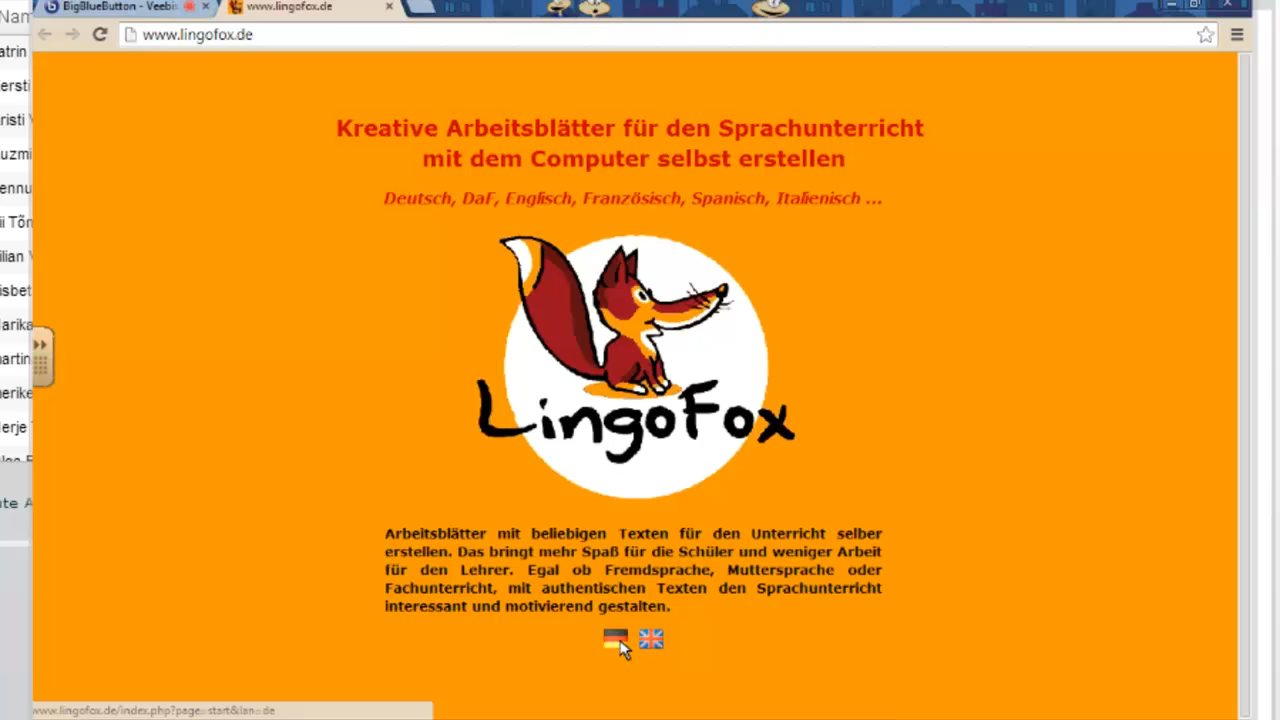 BigBlueButton - Veebis
www.lingofox.de
www.lingofox.de
Kreative Arbeitsblätter für den Sprachunterricht
mit dem Computer selbst erstellen
Deutsch, DaF, Englisch, Französisch, Spanisch, Italienisch ...
LingoFox
Arbeitsblätter mit beliebigen Texten für den Unterricht selber
erstellen. Das bringt mehr Spaß für die Schüler und weniger Arbeit
für den Lehrer. Egal ob Fremdsprache, Muttersprache oder
Fachunterricht, mit authentischen Texten den Sprachunterricht
interessant und motivierend gestalten.
www.lingofox.de/index.php?page=start&lan=de